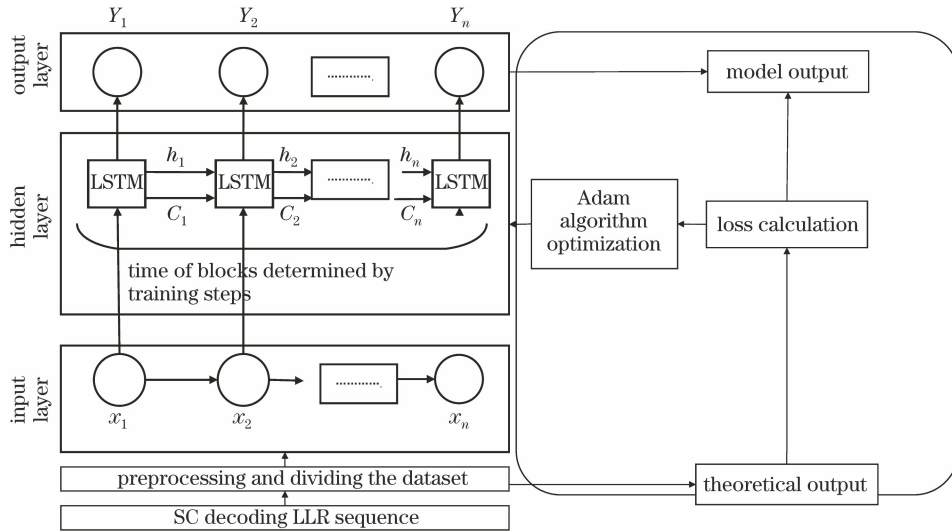 Y1 Y2 Yn
output
layer
.............
model output
hidden
layer
h1 h2 hn
LSTM LSTM ............. LSTM
C1 C2 Cn
Adam
algorithm
optimization
loss calculation
time of blocks determined by
training steps
input
layer
.............
x1 x2 xn
preprocessing and dividing the dataset
theoretical output
SC decoding LLR sequence